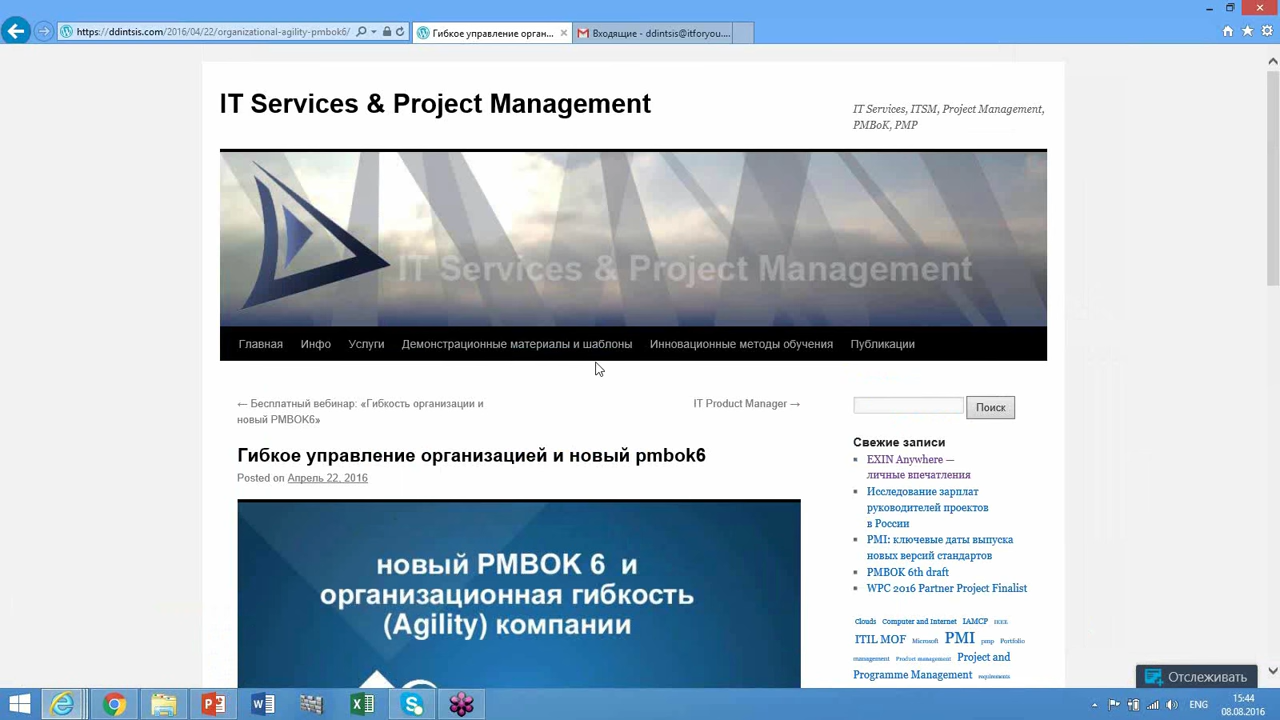 https://ddintsis.com/2016/04/22/organizational-agility-pmbok6/
Гибкое управление орган...
Входящие - ddintsis@itforyou....
IT Services & Project Management
IT Services, ITSM, Project Management,
PMBoK, PMP
IT Services & Project Management
Главная Инфо Услуги Демонстрационные материалы и шаблоны Инновационные методы обучения Публикации
← Бесплатный вебинар: «Гибкость организации и
новый PMBOK6»
IT Product Manager →
Поиск
Гибкое управление организацией и новый pmbok6
Posted on Апрель 22, 2016
новый PMBOK 6 и
организационная гибкость
(Agility) компании
Свежие записи
EXIN Anywhere —
личные впечатления
Исследование зарплат
руководителей проектов
в России
PMI: ключевые даты выпуска
новых версий стандартов
PMBOK 6th draft
WPC 2016 Partner Project Finalist
Clouds Computer and Internet IAMCP IEEE
ITIL MOF Microsoft PMI pmp Portfolio
management Product management Project and
Programme Management requirements
Отслеживать
ENG
15:44
08.08.2016